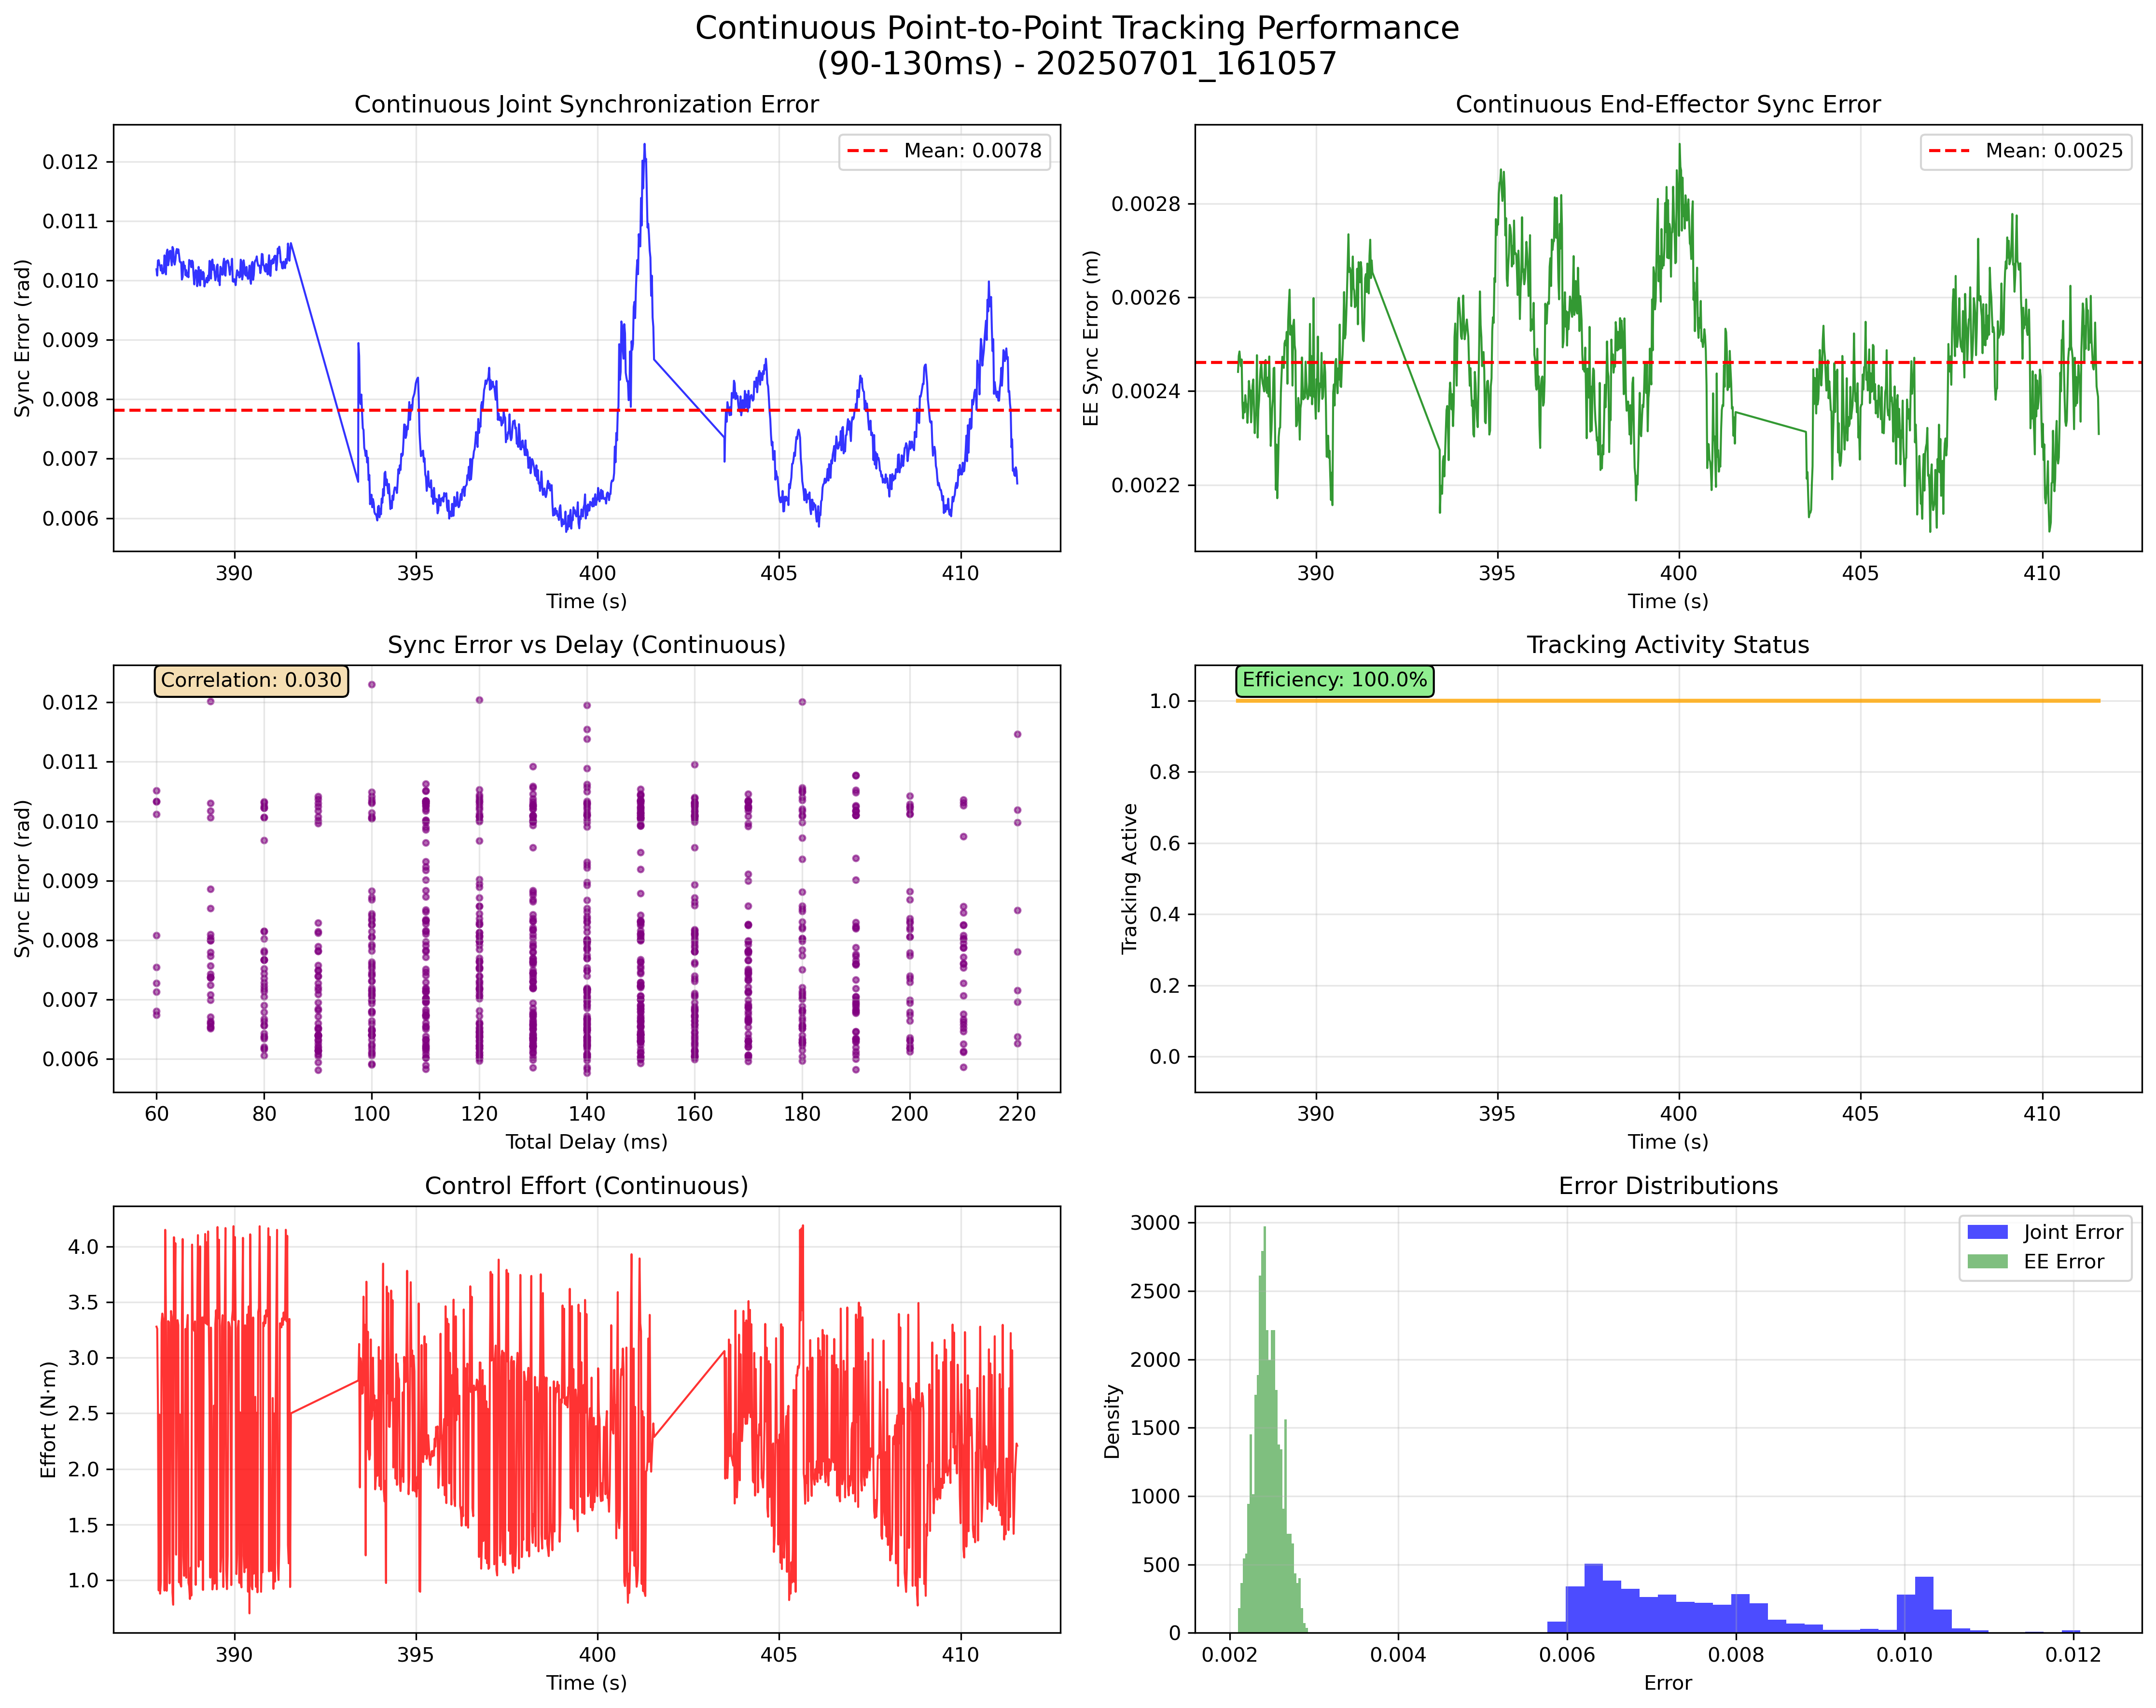 Continuous Point-to-Point Tracking Performance
(90-130ms) - 20250701_161057
Continuous Joint Synchronization Error
Mean: 0.0078
0.012
0.011
0.010
0.009
0.008
0.007
0.006
Sync Error (rad)
390
395
400
405
410
Time (s)
Continuous End-Effector Sync Error
Mean: 0.0025
0.0028
0.0026
0.0024
0.0022
EE Sync Error (m)
390
395
400
405
410
Time (s)
Sync Error vs Delay (Continuous)
Correlation: 0.030
0.012
0.011
0.010
0.009
0.008
0.007
0.006
Sync Error (rad)
60
80
100
120
140
160
180
200
220
Total Delay (ms)
Tracking Activity Status
Efficiency: 100.0%
1.0
0.8
0.6
0.4
0.2
0.0
Tracking Active
390
395
400
405
410
Time (s)
Control Effort (Continuous)
4.0
3.5
3.0
2.5
2.0
1.5
1.0
Effort (N·m)
390
395
400
405
410
Time (s)
Error Distributions
Joint Error
EE Error
3000
2500
2000
1500
1000
500
0
Density
0.002
0.004
0.006
0.008
0.010
0.012
Error